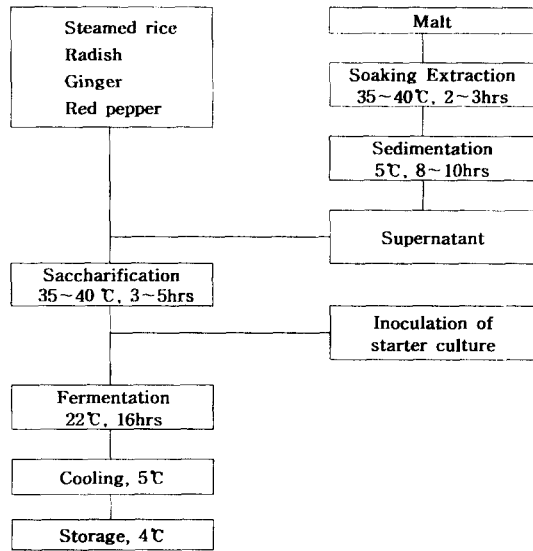 Steamed rice
Radish
Ginger
Red pepper
Malt
Soaking Extraction
35~40℃, 2~3hrs
Sedimentation
5℃, 8~10hrs
Supernatant
Saccharification
35~40 ℃, 3~5hrs
Inoculation of
starter culture
Fermentation
22℃, 16hrs
Cooling, 5℃
Storage, 4℃